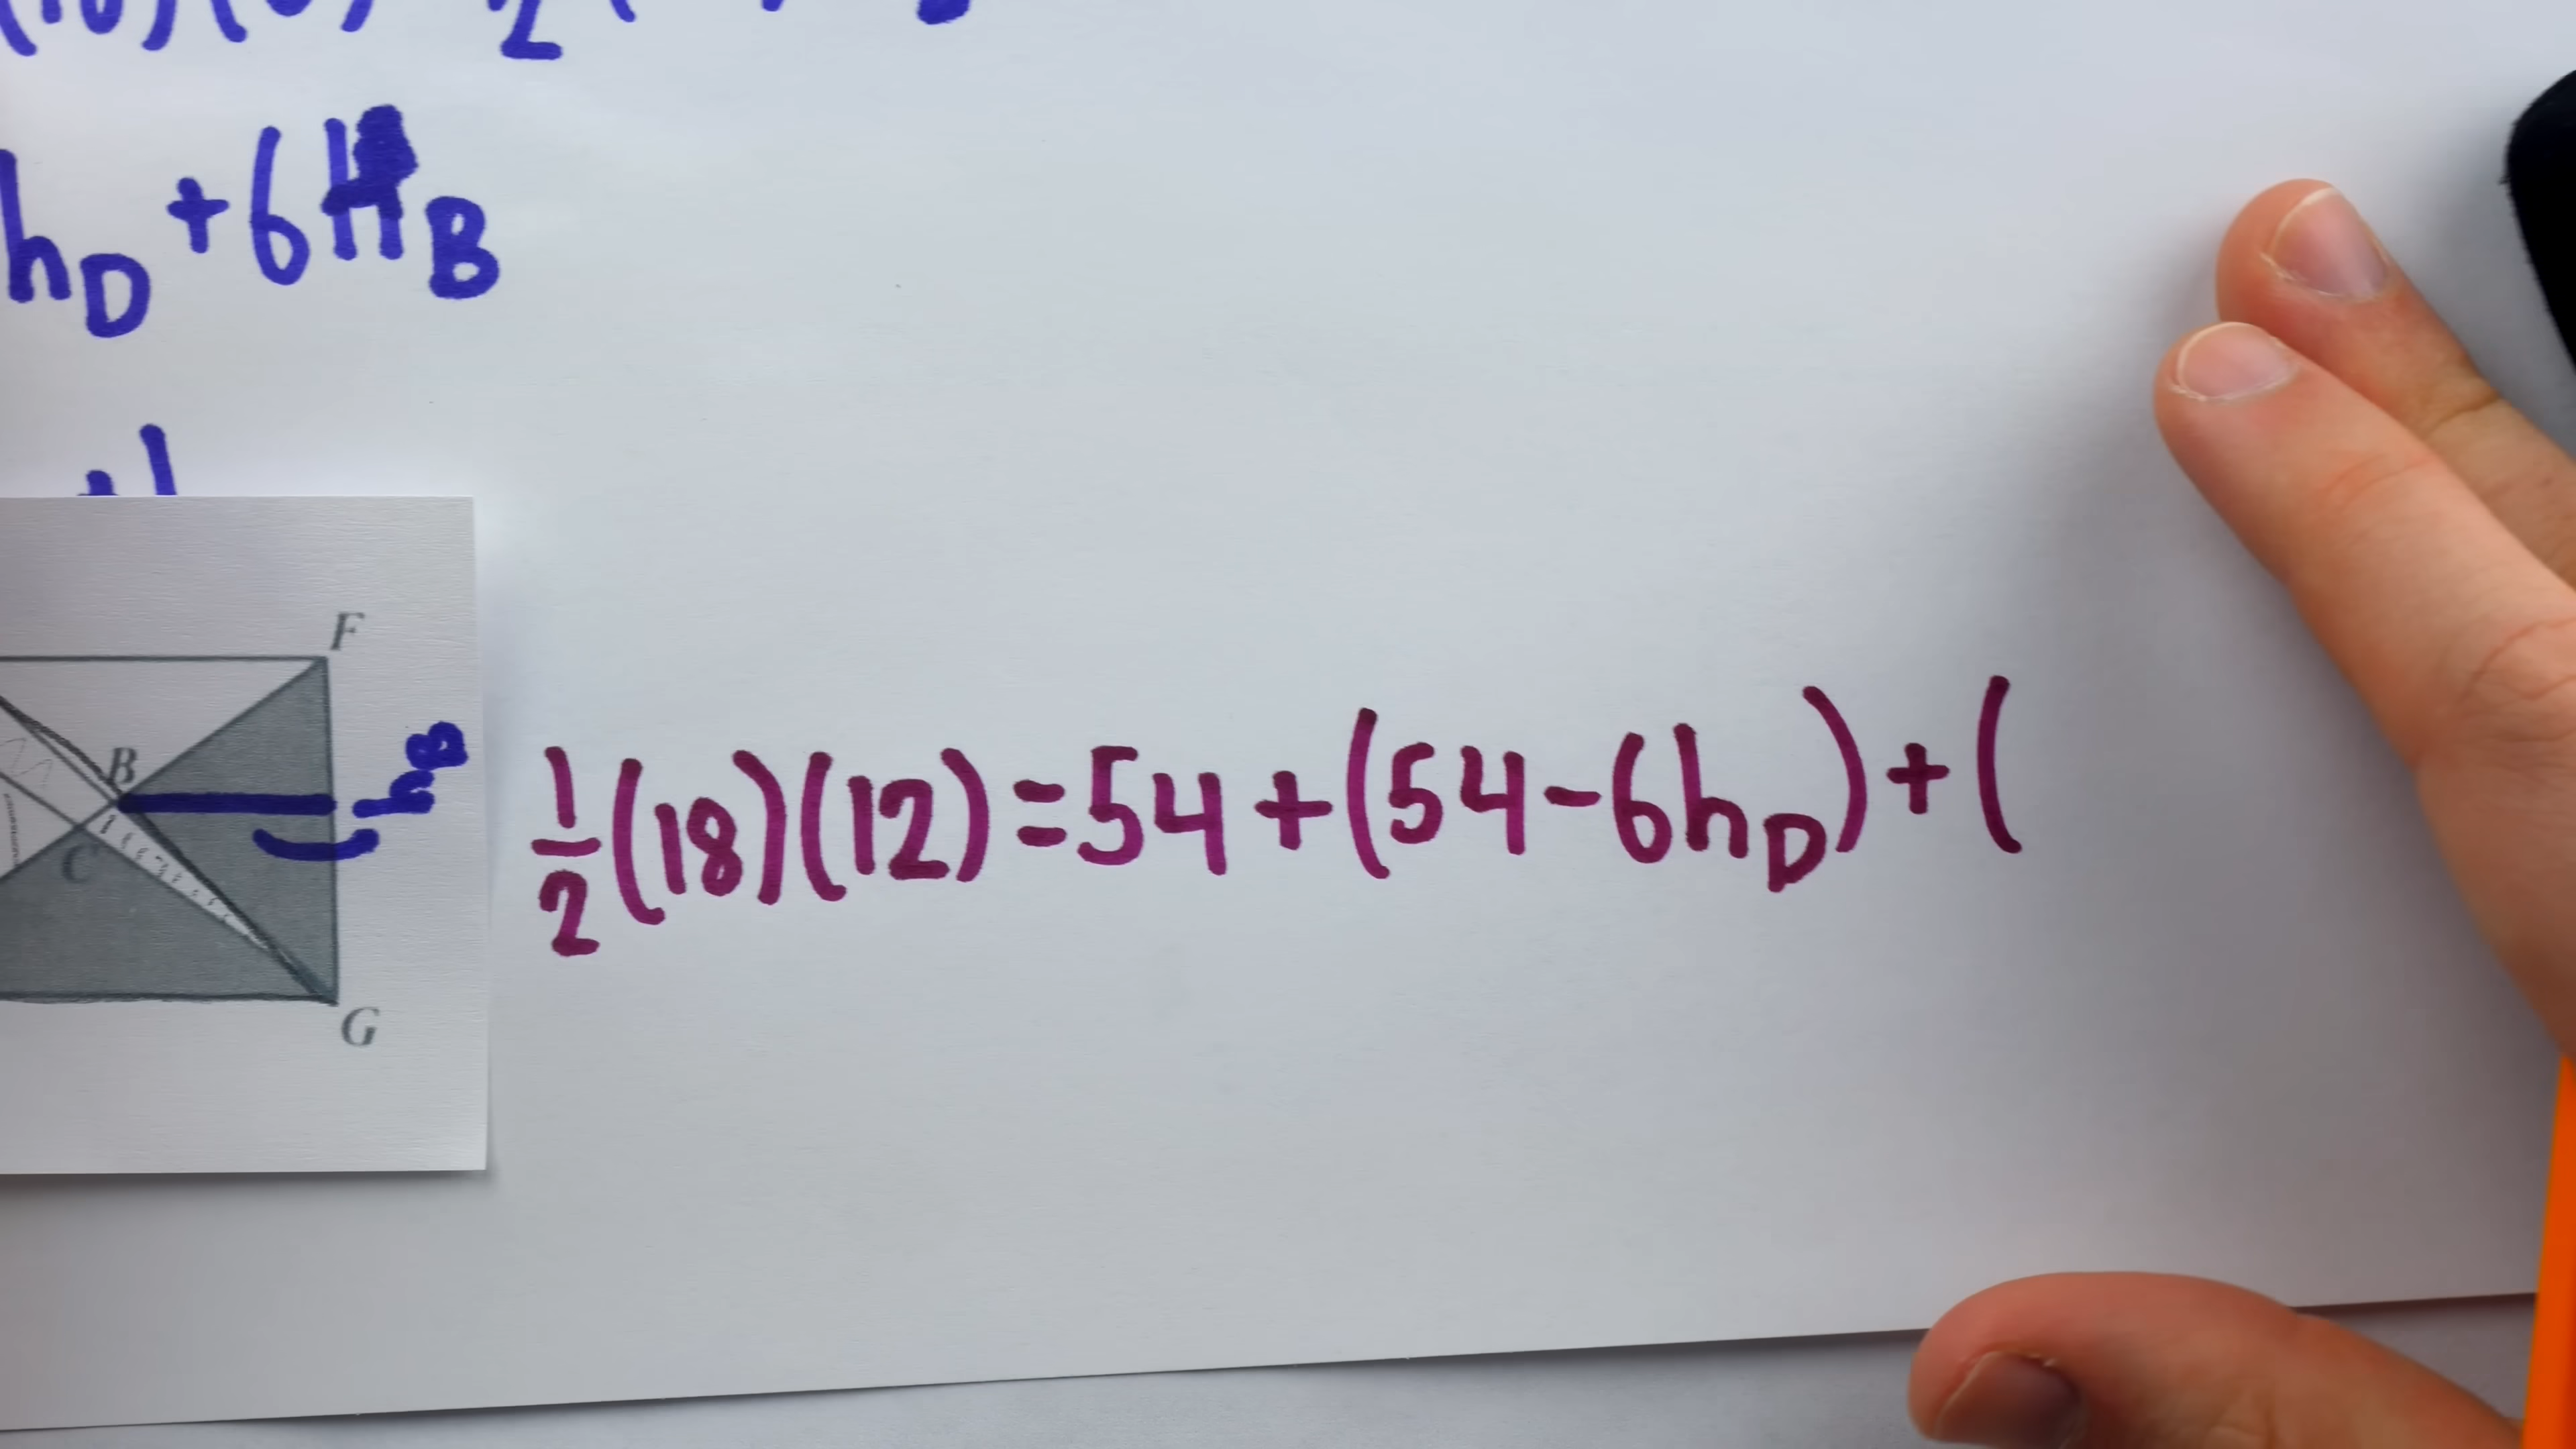 h_D + 6H_B
F
B
h_B
C
G
1/2 (18)(12) = 54 + (54 - 6h_D) + (